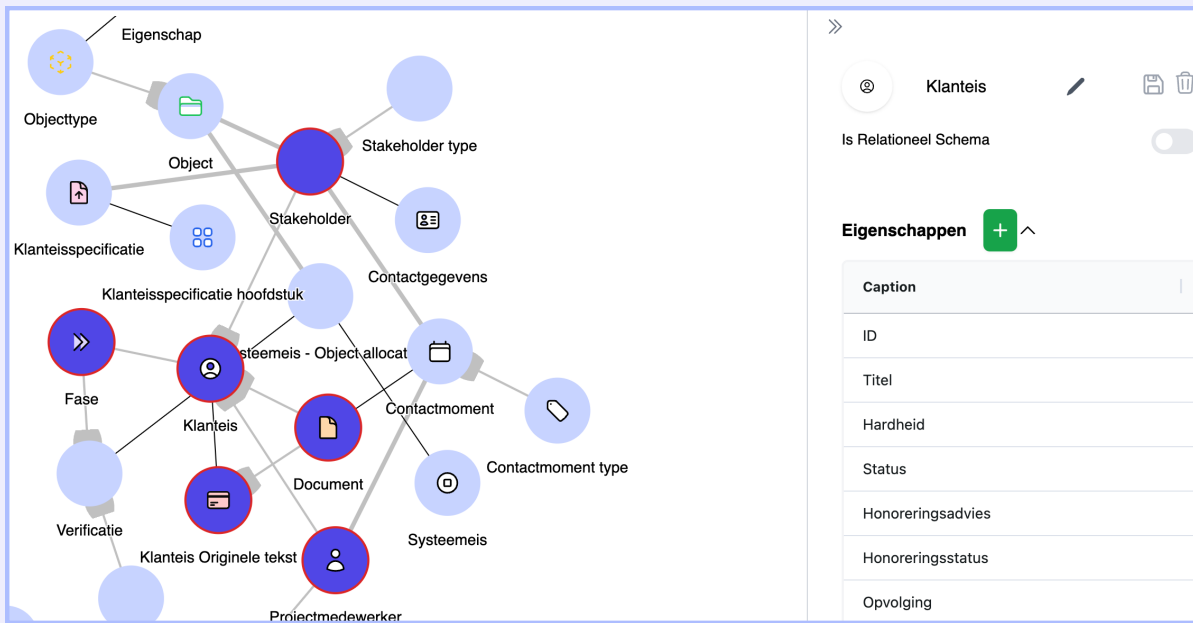 Eigenschap
Objecttype
Object
Stakeholder type
Stakeholder
Klanteisspecificatie
Contactgegevens
Klanteisspecificatie hoofdstuk
steemeis - Object allocat
Fase
Klanteis
Contactmoment
Contactmoment type
Document
Verificatie
Systeemeis
Klanteis Originele tekst
Projectmedewerker
Klanteis
Is Relationeel Schema
Eigenschappen
Caption
ID
Titel
Hardheid
Status
Honoreringsadvies
Honoreringsstatus
Opvolging